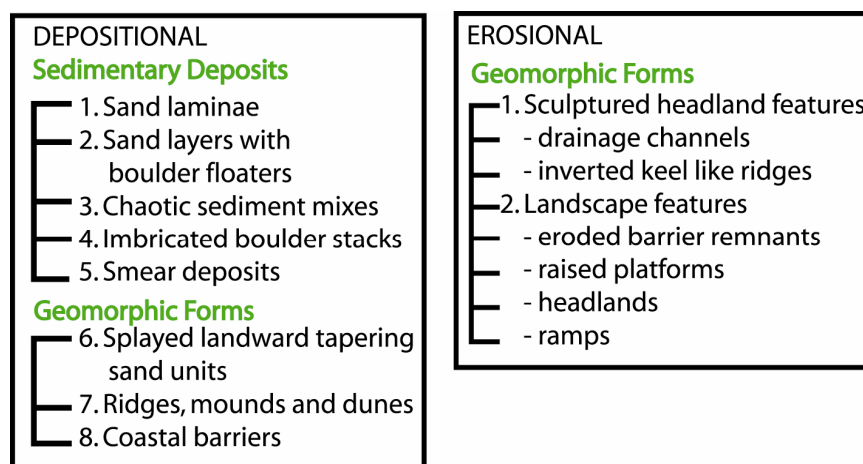 DEPOSITIONAL
Sedimentary Deposits
1. Sand laminae
2. Sand layers with
boulder floaters
3. Chaotic sediment mixes
4. Imbricated boulder stacks
5. Smear deposits
Geomorphic Forms
6. Splayed landward tapering
sand units
7. Ridges, mounds and dunes
8. Coastal barriers
EROSIONAL
Geomorphic Forms
1. Sculptured headland features
- drainage channels
- inverted keel like ridges
2. Landscape features
- eroded barrier remnants
- raised platforms
- headlands
- ramps